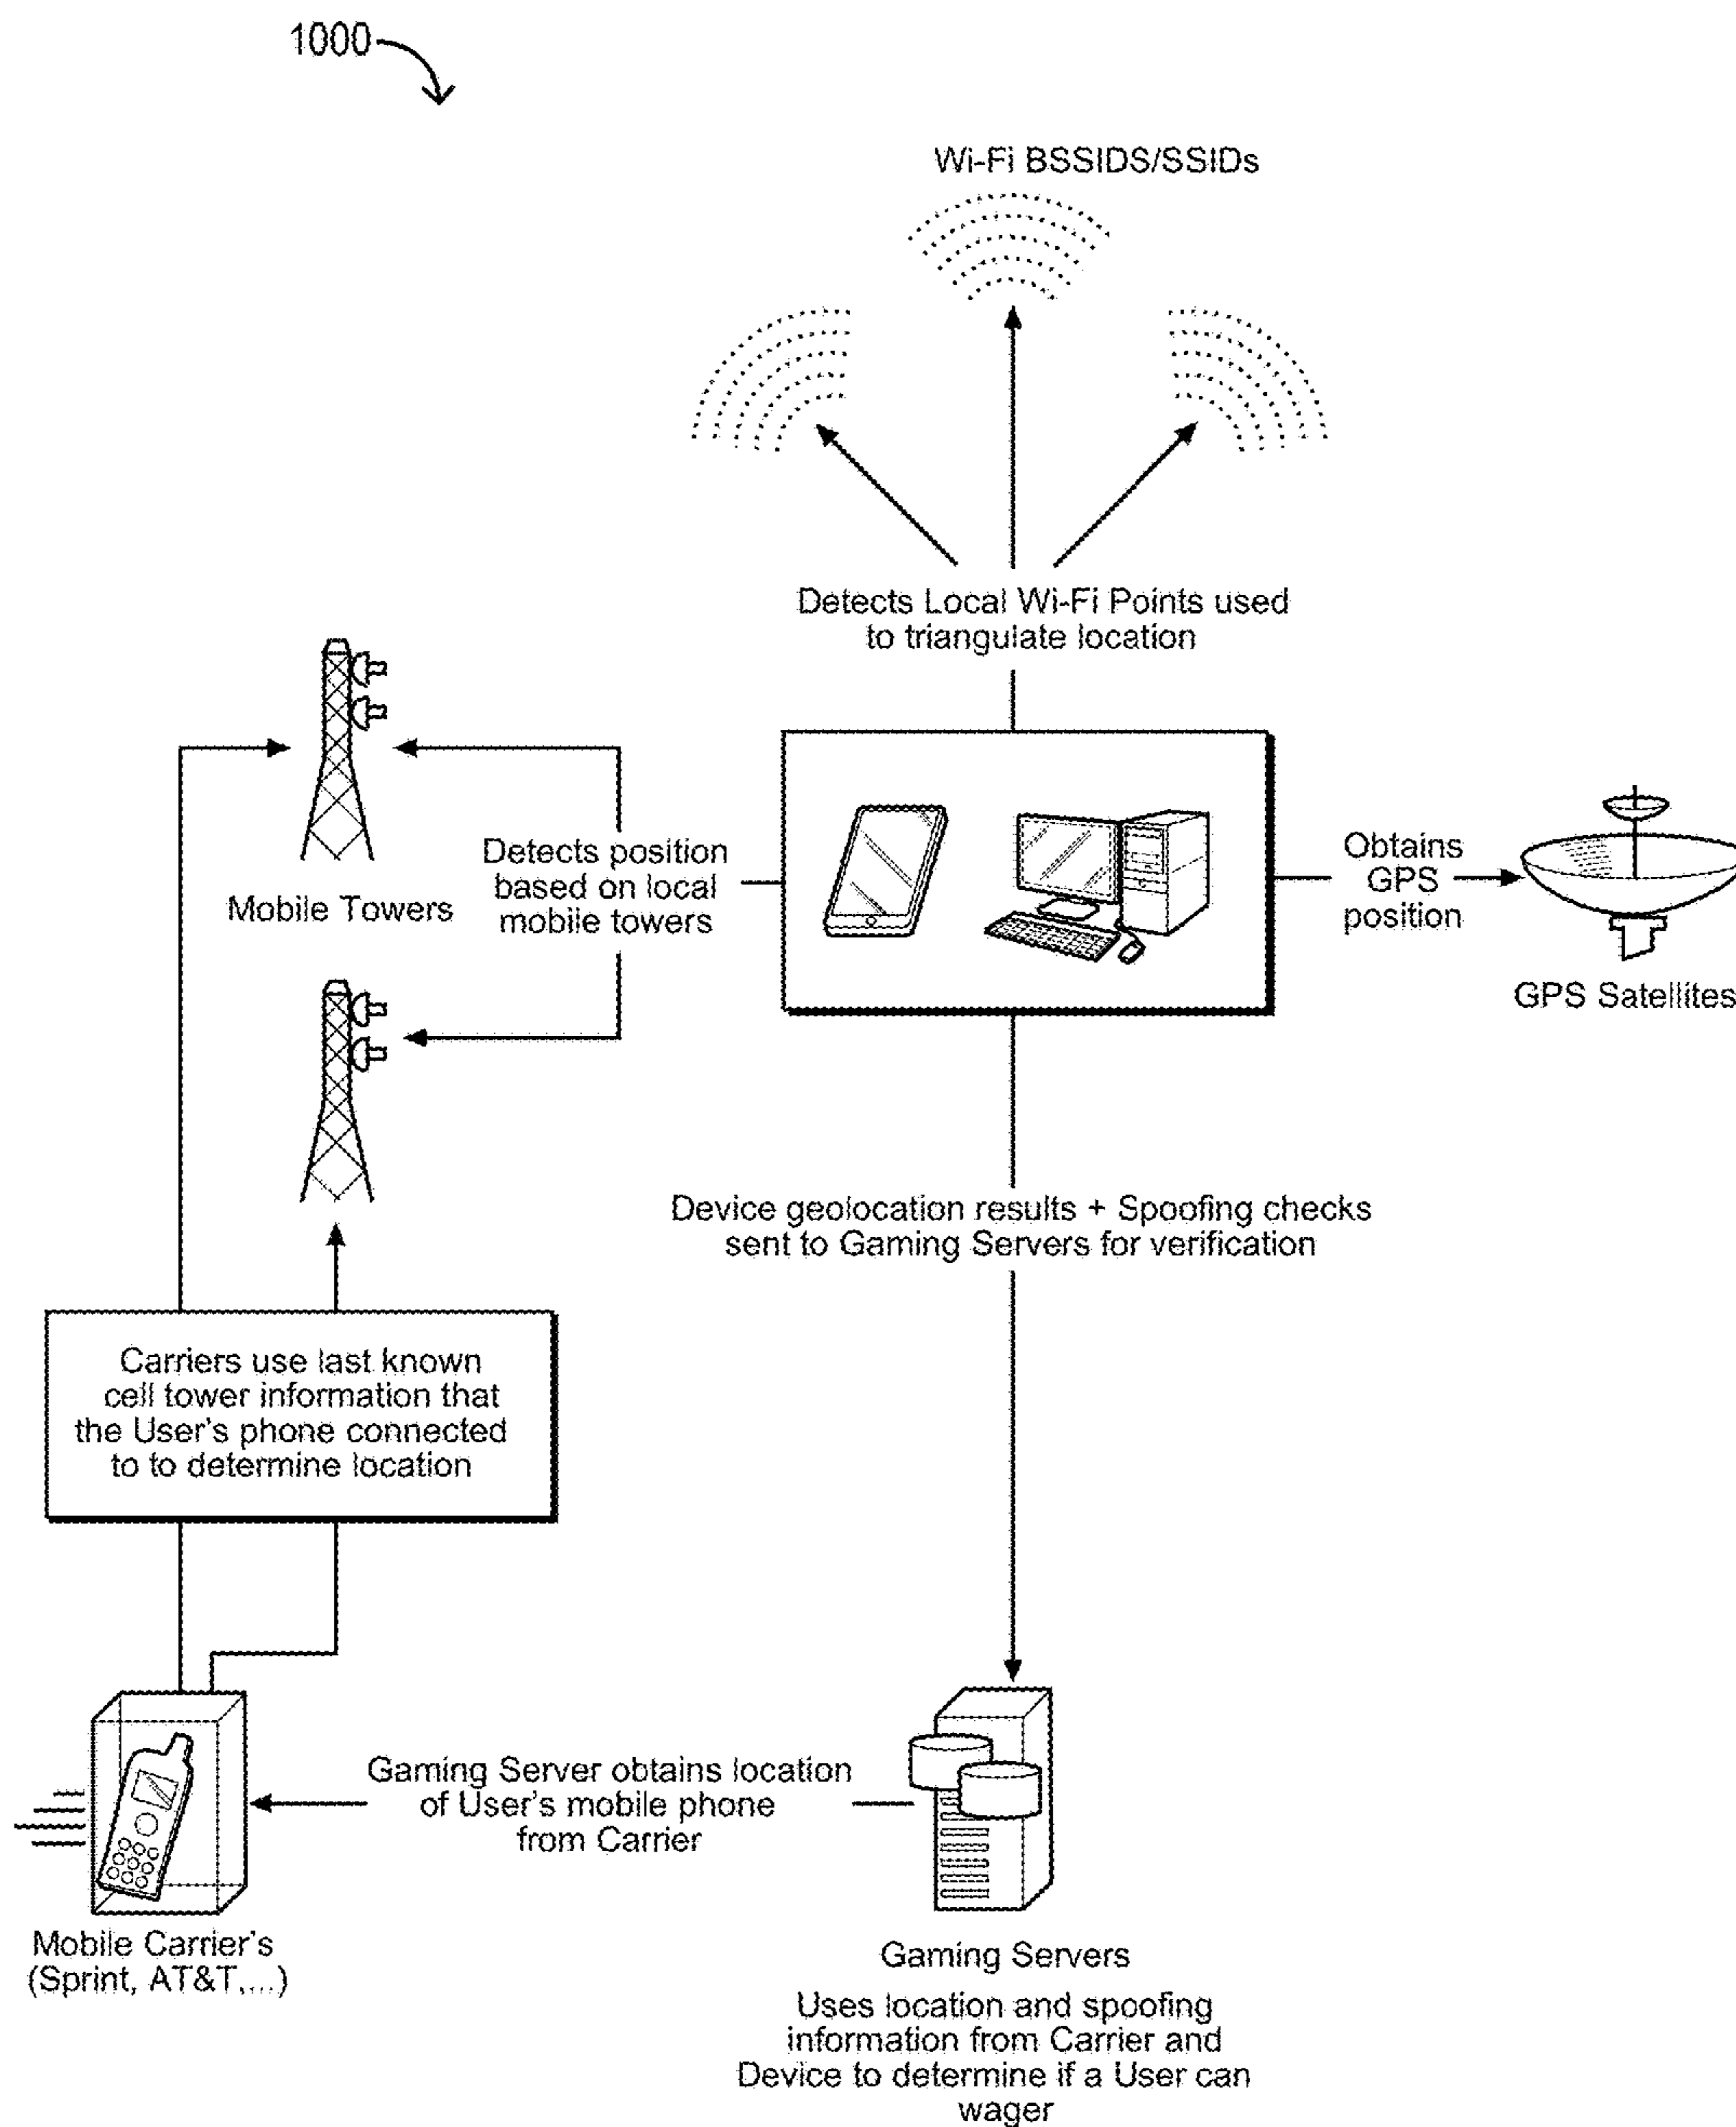 1000
Wi-Fi BSSIDS/SSIDs
Detects Local Wi-Fi Points used
to triangulate location
Mobile Towers
Detects position
based on local
mobile towers
Obtains
GPS
position
GPS Satellites
Device geolocation results + Spoofing checks
sent to Gaming Servers for verification
Carriers use last known
cell tower information that
the User's phone connected
to to determine location
Gaming Server obtains location
of User's mobile phone
from Carrier
Mobile Carrier's
(Sprint, AT&T,...)
Gaming Servers
Uses location and spoofing
information from Carrier and
Device to determine if a User can
wager